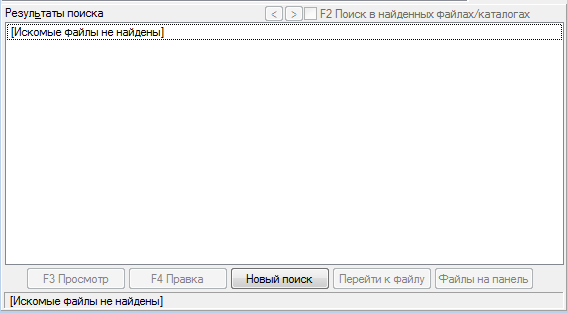 Результаты поиска < > F2 Поиск в найденных файлах/каталогах
[Искомые файлы не найдены]
F3 Просмотр F4 Правка Новый поиск Перейти к файлу Файлы на панель
[Искомые файлы не найдены]